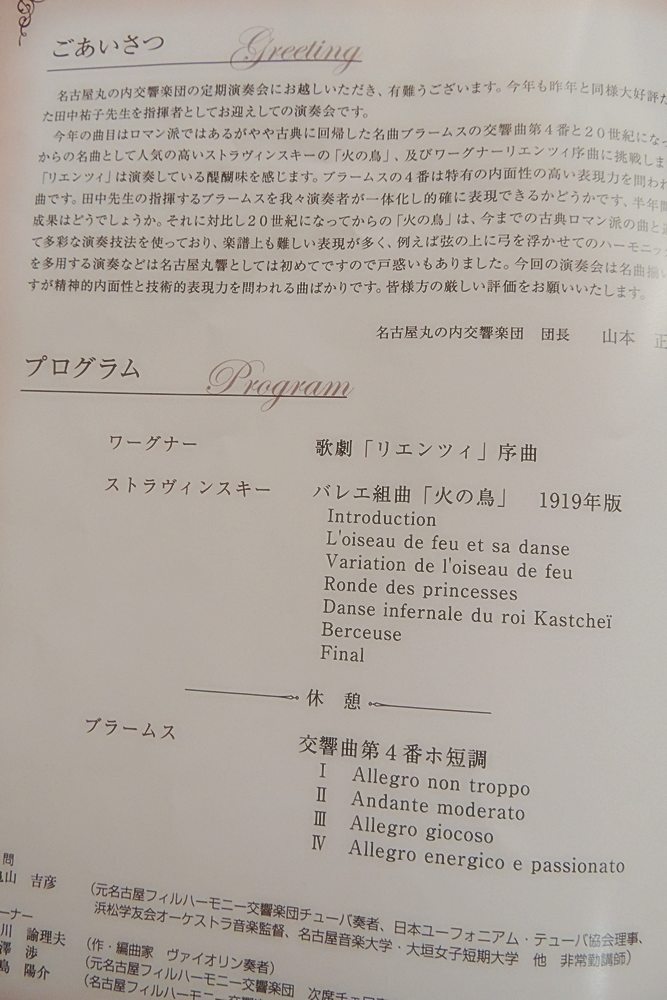 ごあいさつ Greeting
名古屋丸の内交響楽団の定期演奏会にお越しいただき、有難うございます。今年も昨年と同様大好評だ
た田中祐子先生を指揮者としてお迎えしての演奏会です。
今年の曲目はロマン派ではあるがやや古典に回帰した名曲ブラームスの交響曲第4番と20世紀になっ
からの名曲として人気の高いストラヴィンスキーの「火の鳥」、及びワーグナーリエンツィ序曲に挑戦しま
「リエンツィ」は演奏している醍醐味を感じます。ブラームスの4番は特有の内面性の高い表現力を問われ
曲です。田中先生の指揮するブラームスを我々演奏者が一体化し的確に表現できるかどうかです、半年間
成果はどうでしょうか。それに対比し20世紀になってからの「火の鳥」は、今までの古典ロマン派の曲と
て多彩な演奏技法を使っており、楽譜上も難しい表現が多く、例えば弦の上に弓を浮かせてのハーモニッ
を多用する演奏などは名古屋丸響としては初めてですので戸惑いもありました。今回の演奏会は名曲揃
すが精神的内面性と技術的表現力を問われる曲ばかりです。皆様方の厳しい評価をお願いいたします。
名古屋丸の内交響楽団 団長 山本 正
プログラム Program
ワーグナー 歌劇「リエンツィ」序曲
ストラヴィンスキー バレエ組曲「火の鳥」 1919年版
Introduction
L'oiseau de feu et sa danse
Variation de l'oiseau de feu
Ronde des princesses
Danse infernale du roi Kastcheï
Berceuse
Final
休 憩
ブラームス 交響曲第4番ホ短調
Ⅰ Allegro non troppo
Ⅱ Andante moderato
Ⅲ Allegro giocoso
Ⅳ Allegro energico e passionato
問
山 吉彦 (元名古屋フィルハーモニー交響楽団チューバ奏者、日本ユーフォニアム・テューバ協会理事、
浜松学友会オーケストラ音楽監督、名古屋音楽大学・大垣女子短期大学 他 非常勤講師)
ーナー
川 諭理夫 (作・編曲家 ヴァイオリン奏者)
澤 渉 (元名古屋フィルハーモニー交響楽団 次席チェロ
島 陽介 (名古屋フィルハーモニー交響